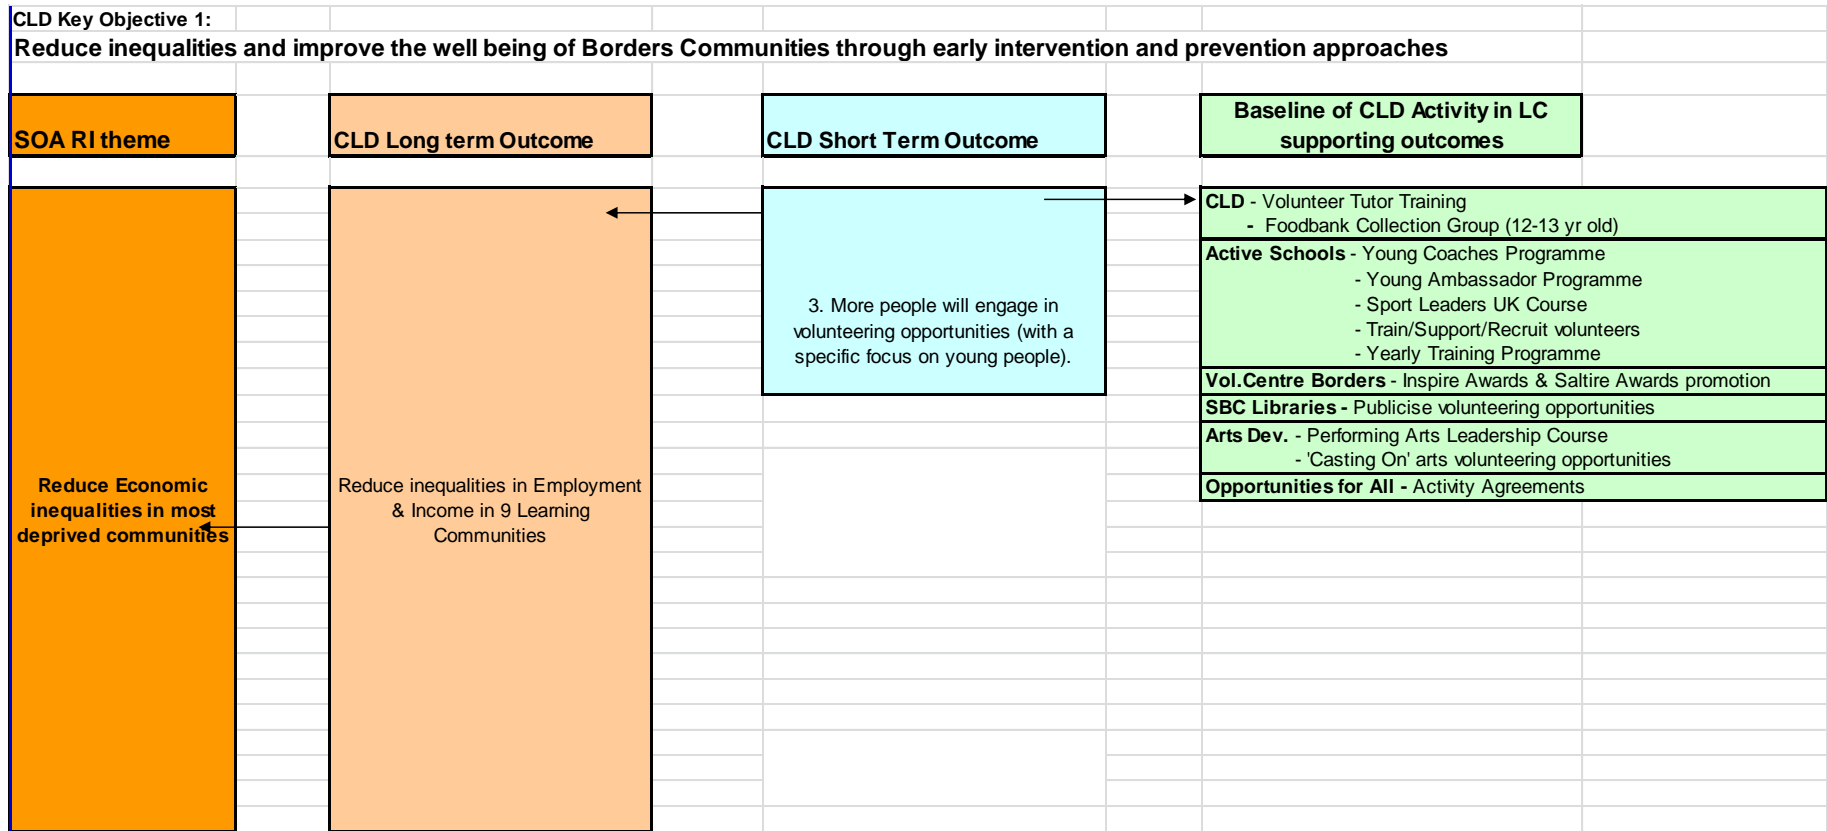 CLD Key Objective 1:
Reduce inequalities and improve the well being of Borders Communities through early intervention and prevention approaches
SOA RI theme
CLD Long term Outcome
CLD Short Term Outcome
Baseline of CLD Activity in LC
supporting outcomes
Reduce Economic
inequalities in most
deprived communities
Reduce inequalities in Employment
& Income in 9 Learning
Communities
3. More people will engage in
volunteering opportunities (with a
specific focus on young people).
CLD - Volunteer Tutor Training
- Foodbank Collection Group (12-13 yr old)
Active Schools - Young Coaches Programme
- Young Ambassador Programme
- Sport Leaders UK Course
- Train/Support/Recruit volunteers
- Yearly Training Programme
Vol.Centre Borders - Inspire Awards & Saltire Awards promotion
SBC Libraries - Publicise volunteering opportunities
Arts Dev. - Performing Arts Leadership Course
- 'Casting On' arts volunteering opportunities
Opportunities for All - Activity Agreements